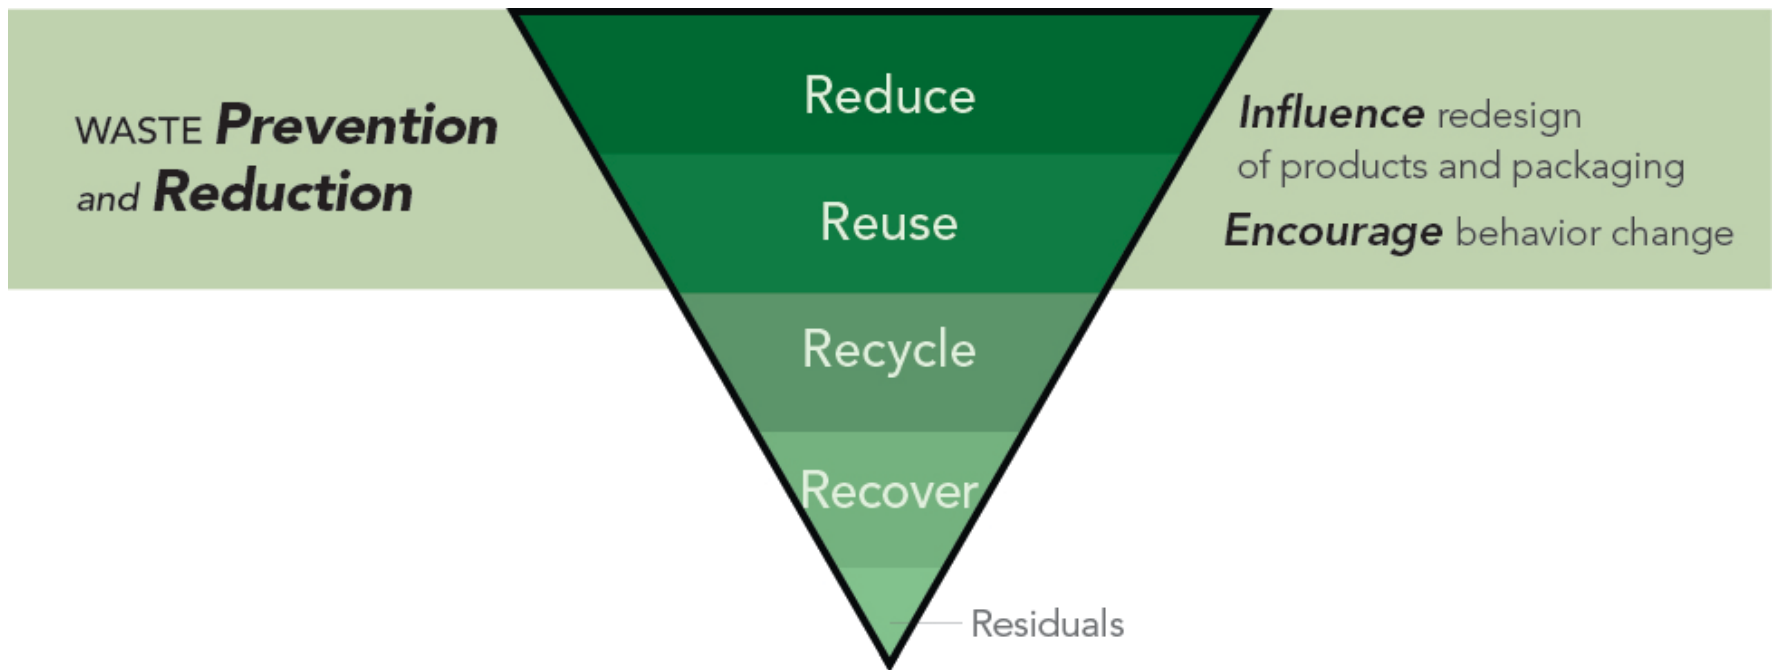 WASTE Prevention
and Reduction
Reduce
Reuse
Recycle
Recover
Residuals
Influence redesign
of products and packaging
Encourage behavior change